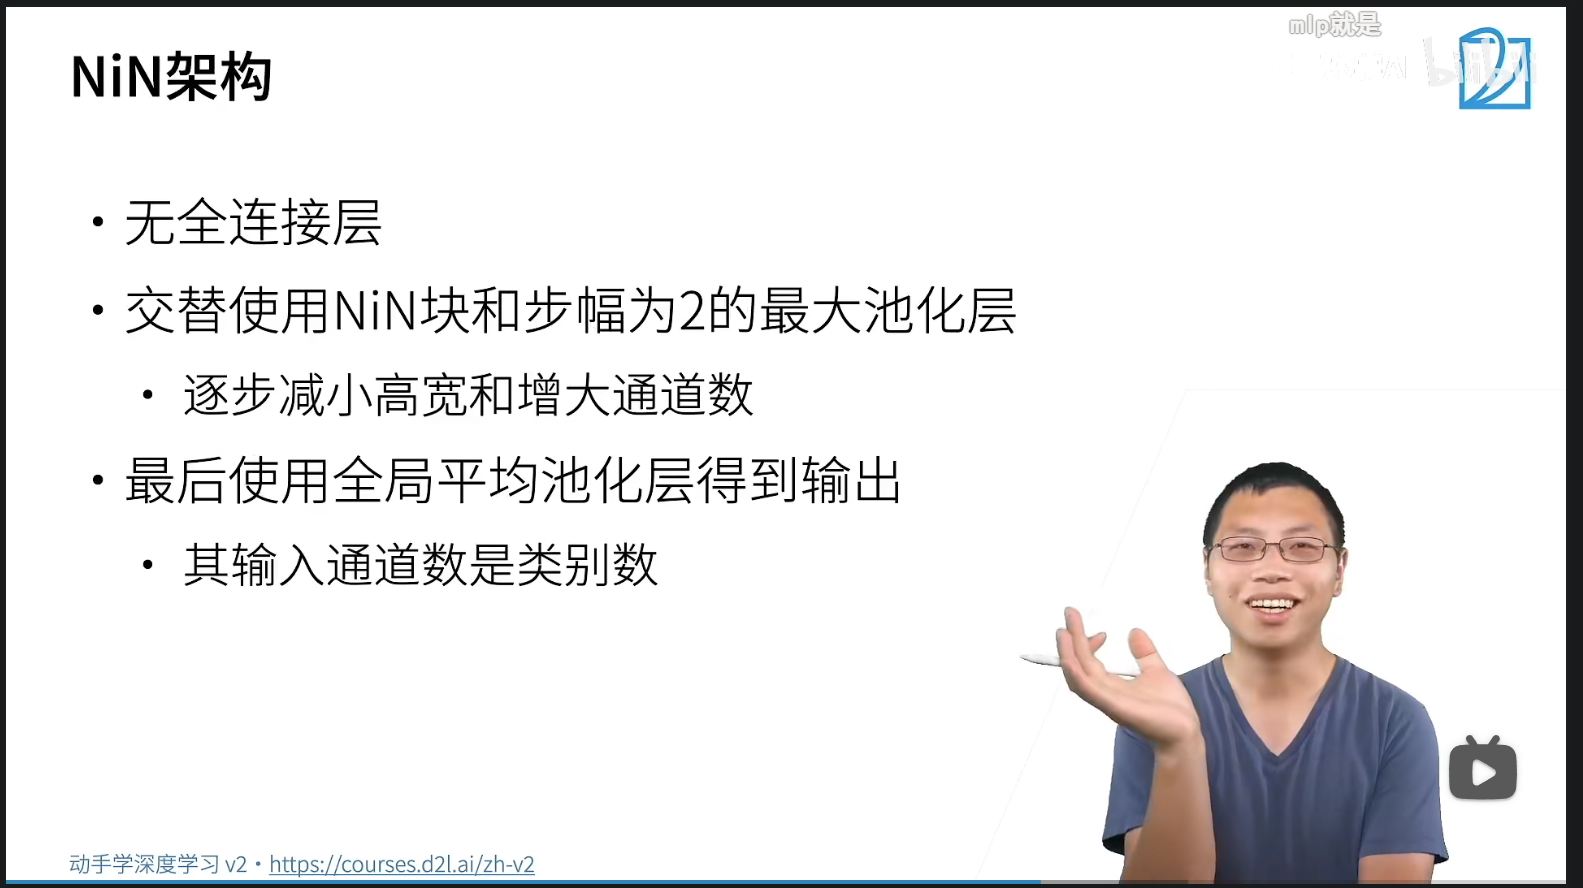 mlp就是
NiN架构
bilibili
• 无全连接层
• 交替使用NiN块和步幅为2的最大池化层
• 逐步减小高宽和增大通道数
• 最后使用全局平均池化层得到输出
• 其输入通道数是类别数
动手学深度学习 v2 • https://courses.d2l.ai/zh-v2